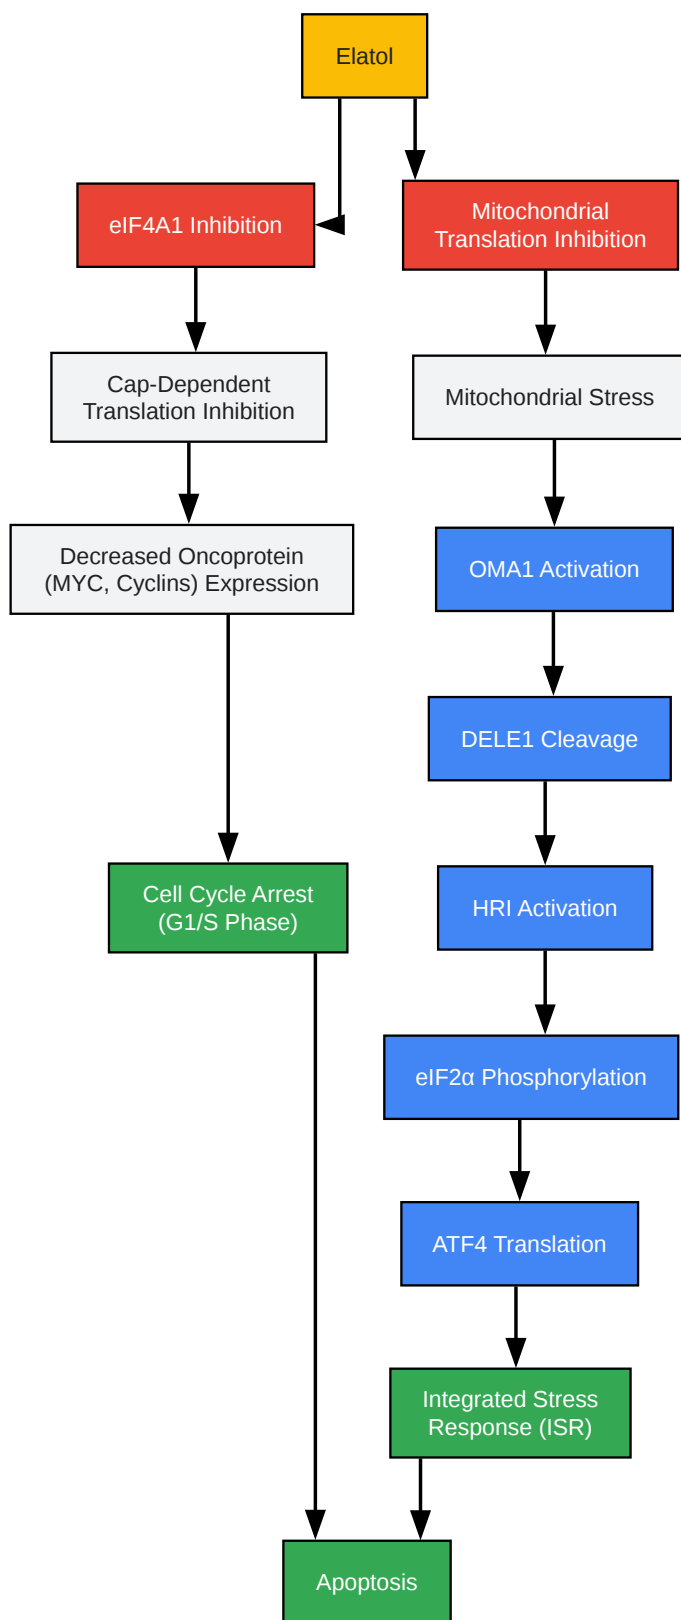 Elatol
eIF4A1 Inhibition
Mitochondrial
Translation Inhibition
Cap-Dependent
Translation Inhibition
Mitochondrial Stress
Decreased Oncoprotein
(MYC, Cyclins) Expression
OMA1 Activation
DELE1 Cleavage
Cell Cycle Arrest
(G1/S Phase)
HRI Activation
eIF2α Phosphorylation
ATF4 Translation
Integrated Stress
Response (ISR)
Apoptosis